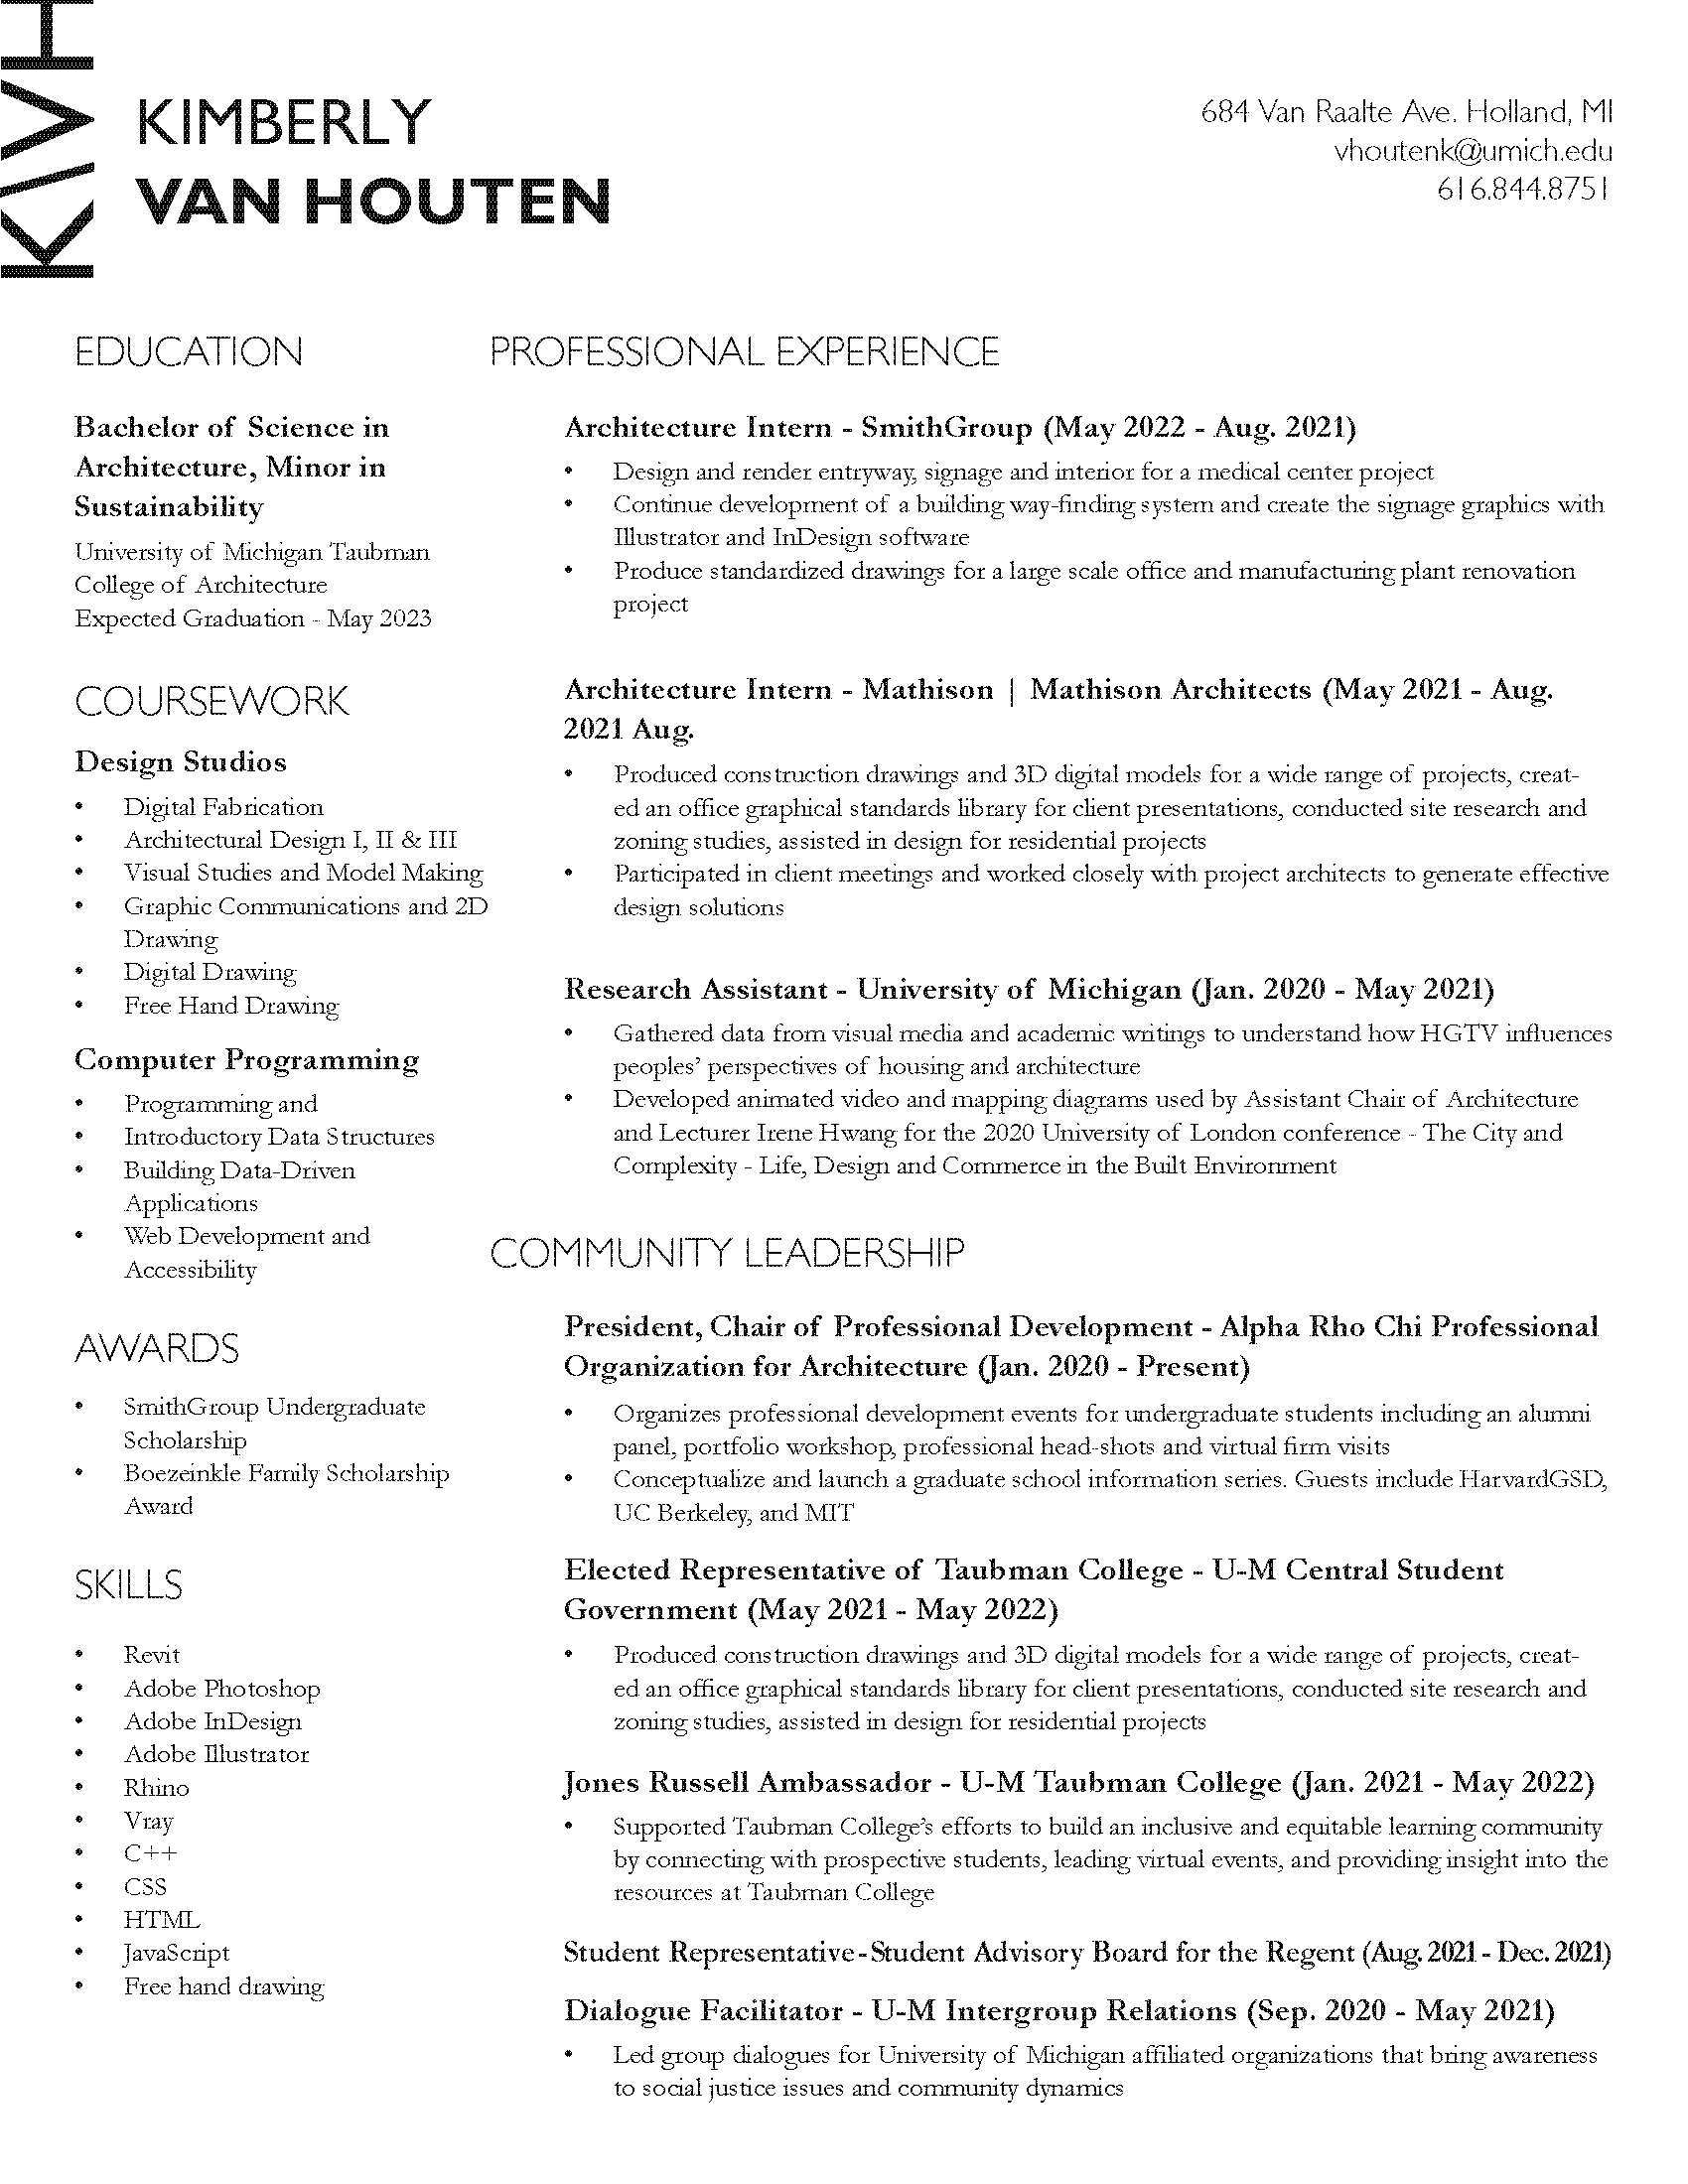 KVH
KIMBERLY
VAN HOUTEN
684 Van Raalte Ave. Holland, MI
vhoutenk@umich.edu
616.844.8751
EDUCATION
Bachelor of Science in
Architecture, Minor in
Sustainability
University of Michigan Taubman
College of Architecture
Expected Graduation - May 2023
COURSEWORK
Design Studios
• Digital Fabrication
• Architectural Design I, II & III
• Visual Studies and Model Making
• Graphic Communications and 2D
Drawing
• Digital Drawing
• Free Hand Drawing
Computer Programming
• Programming and
• Introductory Data Structures
• Building Data-Driven
Applications
• Web Development and
Accessibility
AWARDS
• SmithGroup Undergraduate
Scholarship
• Boezeinkle Family Scholarship
Award
SKILLS
• Revit
• Adobe Photoshop
• Adobe InDesign
• Adobe Illustrator
• Rhino
• Vray
• C++
• CSS
• HTML
• JavaScript
• Free hand drawing
PROFESSIONAL EXPERIENCE
Architecture Intern - SmithGroup (May 2022 - Aug. 2021)
• Design and render entryway, signage and interior for a medical center project
• Continue development of a building way-finding system and create the signage graphics with
Illustrator and InDesign software
• Produce standardized drawings for a large scale office and manufacturing plant renovation
project
Architecture Intern - Mathison | Mathison Architects (May 2021 - Aug.
2021 Aug.
• Produced construction drawings and 3D digital models for a wide range of projects, creat-
ed an office graphical standards library for client presentations, conducted site research and
zoning studies, assisted in design for residential projects
• Participated in client meetings and worked closely with project architects to generate effective
design solutions
Research Assistant - University of Michigan (Jan. 2020 - May 2021)
• Gathered data from visual media and academic writings to understand how HGTV influences
peoples’ perspectives of housing and architecture
• Developed animated video and mapping diagrams used by Assistant Chair of Architecture
and Lecturer Irene Hwang for the 2020 University of London conference - The City and
Complexity - Life, Design and Commerce in the Built Environment
COMMUNITY LEADERSHIP
President, Chair of Professional Development - Alpha Rho Chi Professional
Organization for Architecture (Jan. 2020 - Present)
• Organizes professional development events for undergraduate students including an alumni
panel, portfolio workshop, professional head-shots and virtual firm visits
• Conceptualize and launch a graduate school information series. Guests include HarvardGSD,
UC Berkeley, and MIT
Elected Representative of Taubman College - U-M Central Student
Government (May 2021 - May 2022)
• Produced construction drawings and 3D digital models for a wide range of projects, creat-
ed an office graphical standards library for client presentations, conducted site research and
zoning studies, assisted in design for residential projects
Jones Russell Ambassador - U-M Taubman College (Jan. 2021 - May 2022)
• Supported Taubman College’s efforts to build an inclusive and equitable learning community
by connecting with prospective students, leading virtual events, and providing insight into the
resources at Taubman College
Student Representative-Student Advisory Board for the Regent (Aug. 2021 - Dec. 2021)
Dialogue Facilitator - U-M Intergroup Relations (Sep. 2020 - May 2021)
• Led group dialogues for University of Michigan affiliated organizations that bring awareness
to social justice issues and community dynamics